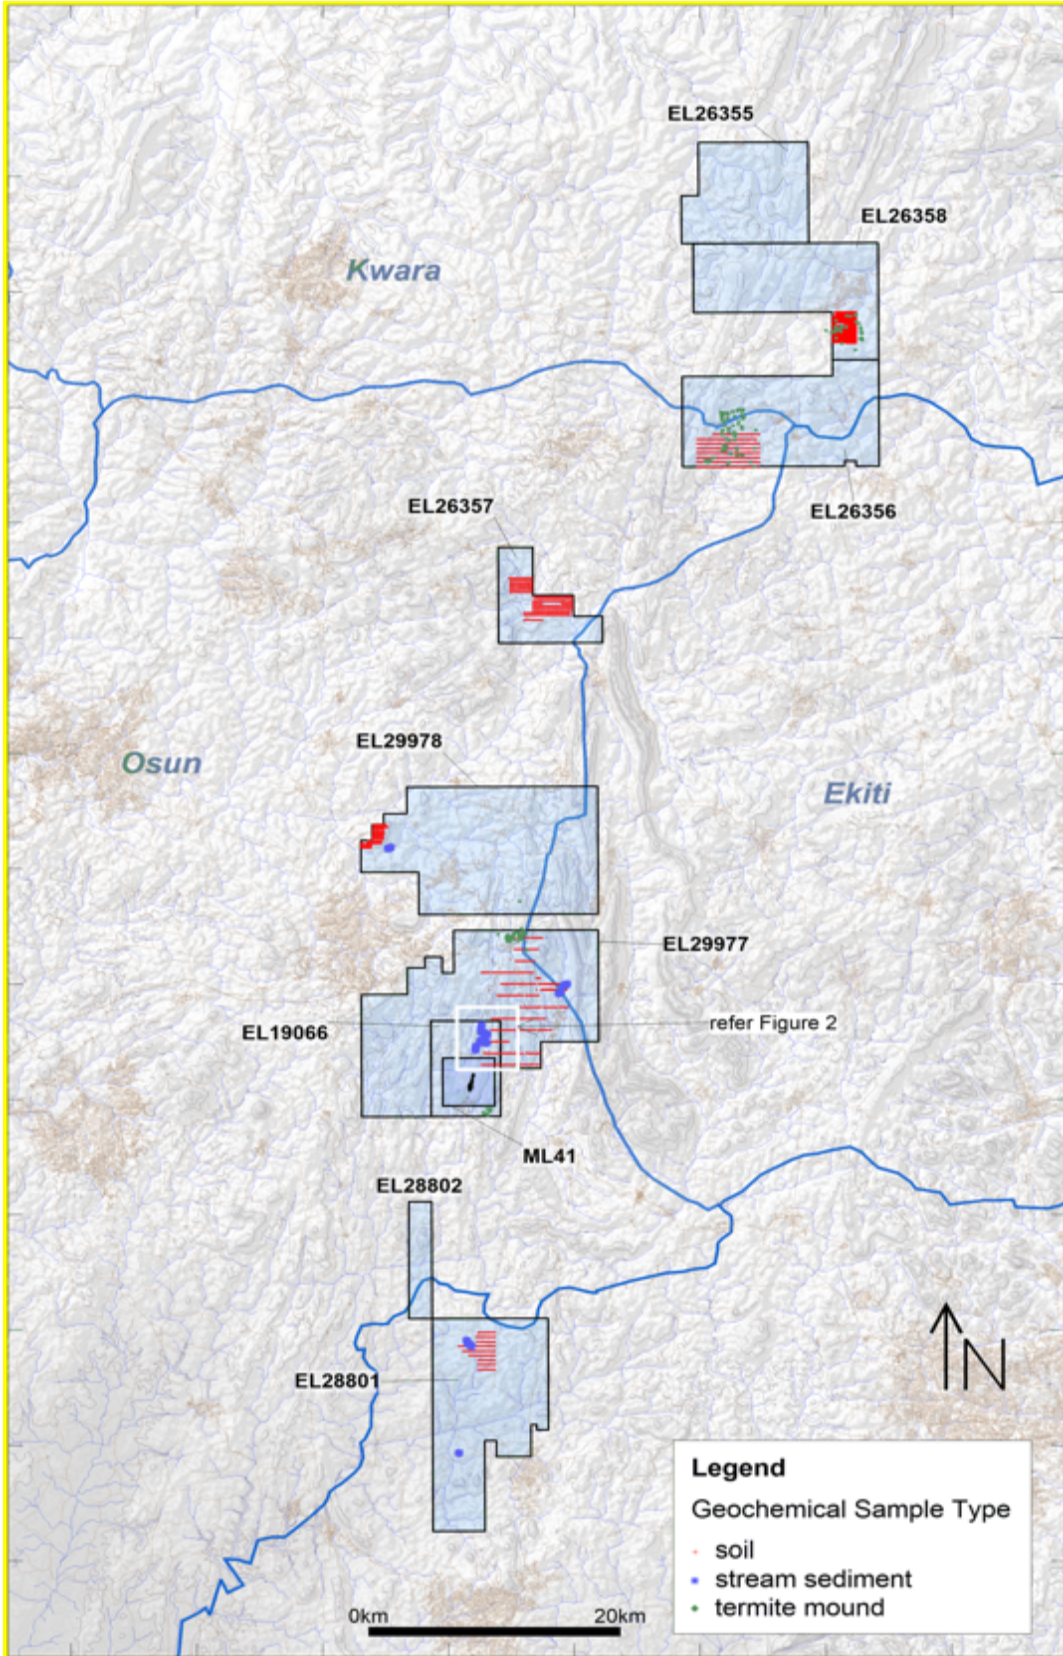 EL26355
EL26358
Kwara
EL26357
EL26356
EL29978
Osun
Ekiti
EL29977
EL19066
refer Figure 2
ML41
EL28802
EL28801
N
Legend
Geochemical Sample Type
soil
stream sediment
termite mound
0km 20km